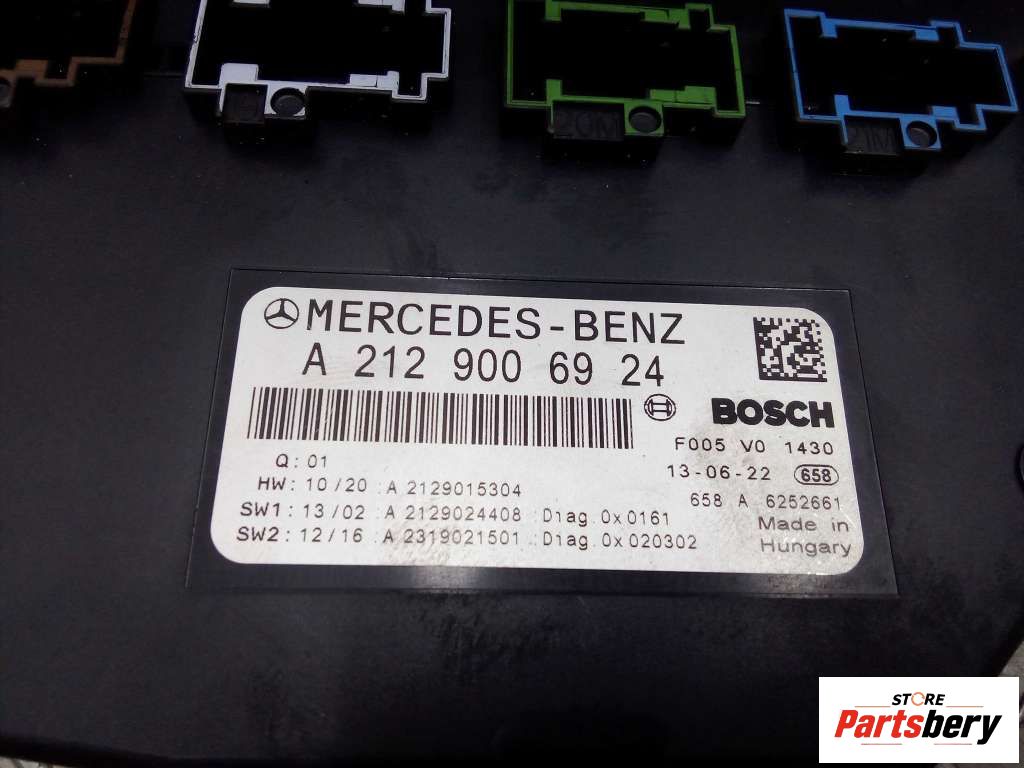 20M
21M
MERCEDES-BENZ
A 212 900 69 24
BOSCH
F005 V0 1430
Q: 01
13-06-22 658
HW: 10/20 :A 2129015304
658 A 6252661
SW1: 13/02 :A 2129024408 :Diag.0x0161
Made in
SW2: 12/16 :A 2319021501 :Diag.0x020302
Hungary
STORE
Partsbery